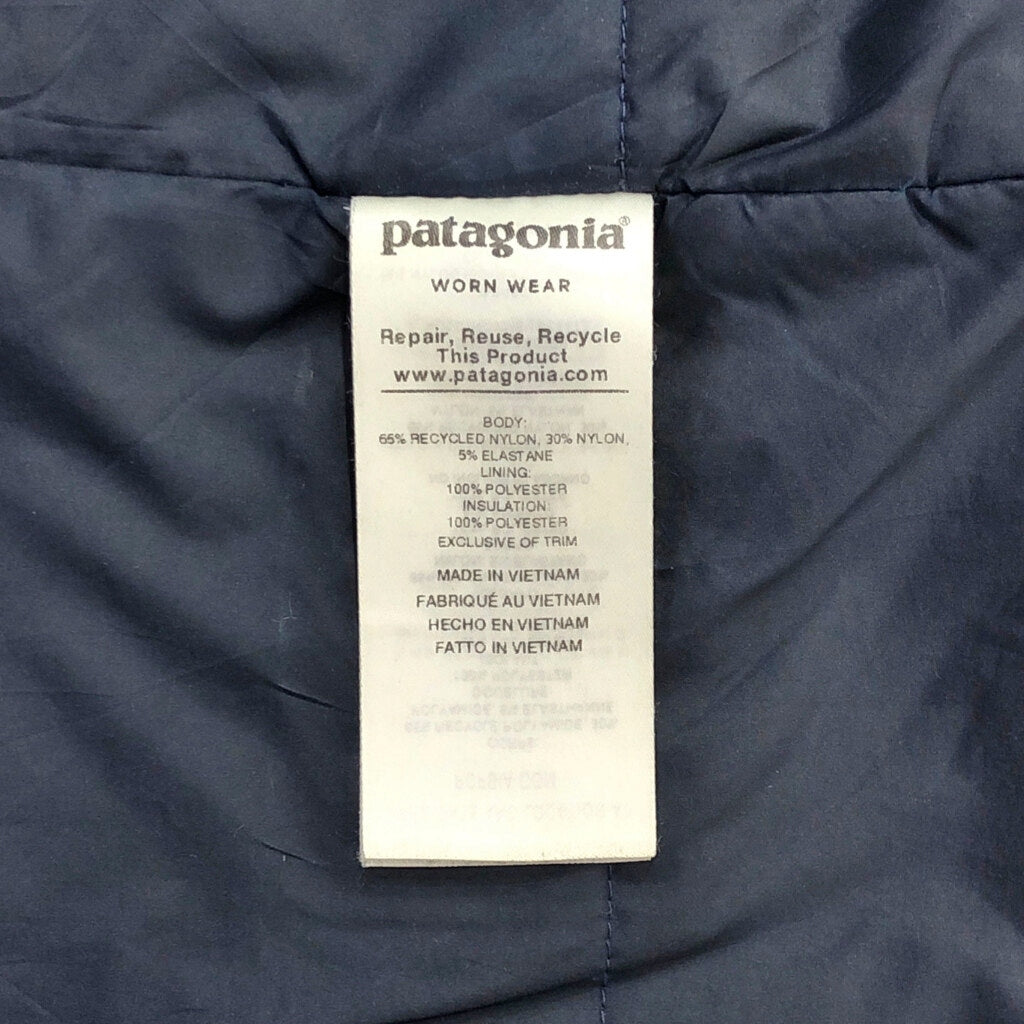 patagonia®
WORN WEAR
Repair, Reuse, Recycle
This Product
www.patagonia.com
BODY:
65% RECYCLED NYLON, 30% NYLON,
5% ELASTANE
LINING:
100% POLYESTER
INSULATION:
100% POLYESTER
EXCLUSIVE OF TRIM
MADE IN VIETNAM
FABRIQUÉ AU VIETNAM
HECHO EN VIETNAM
FATTO IN VIETNAM